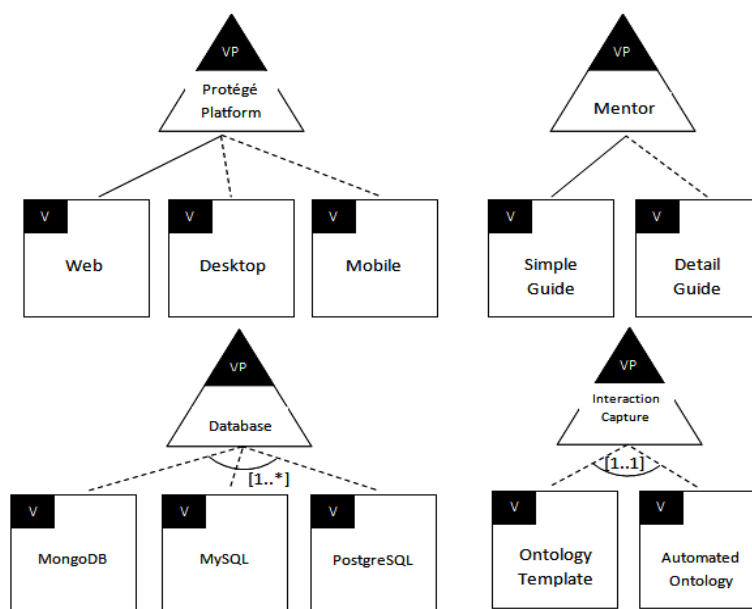 VP
Protégé
Platform
VP
Mentor
V
Web
V
Desktop
V
Mobile
V
Simple
Guide
V
Detail
Guide
VP
Database
[1..*]
VP
Interaction
Capture
[1..1]
V
MongoDB
V
MySQL
V
PostgreSQL
V
Ontology
Template
V
Automated
Ontology